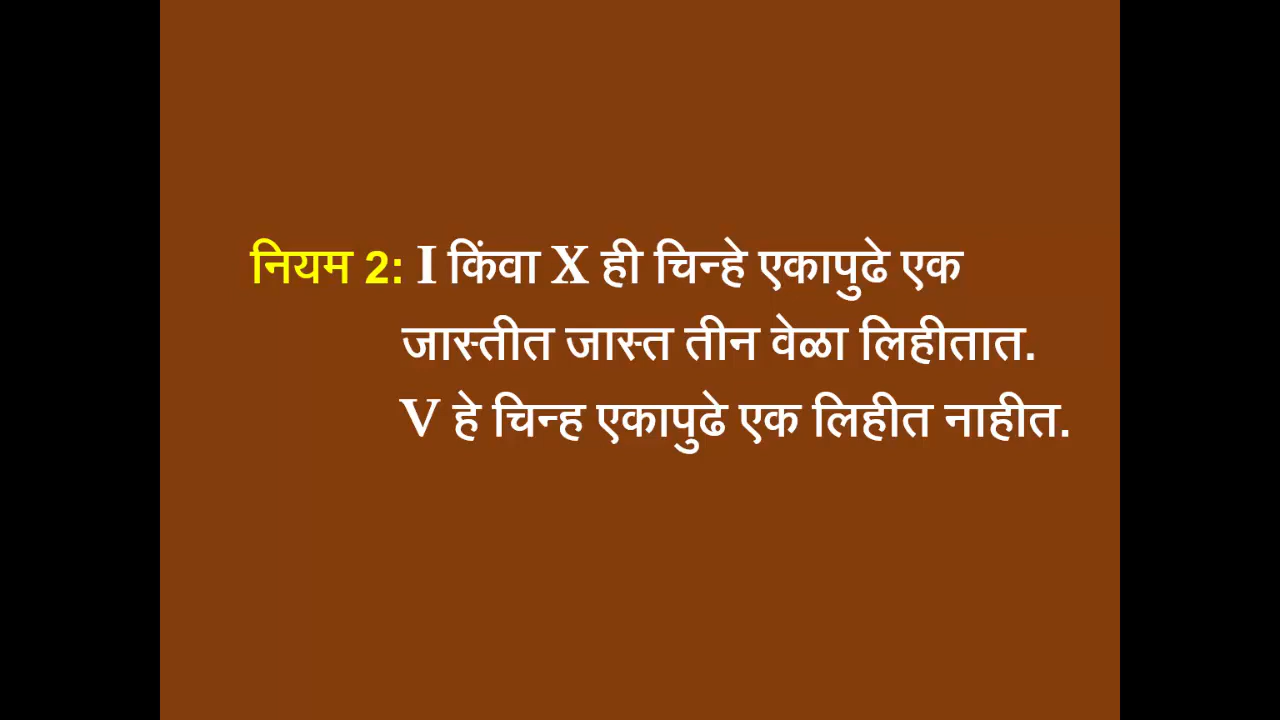 नियम 2: I किंवा X ही चिन्हे एकापुढे एक
जास्तीत जास्त तीन वेळा लिहीतात.
V हे चिन्ह एकापुढे एक लिहीत नाहीत.